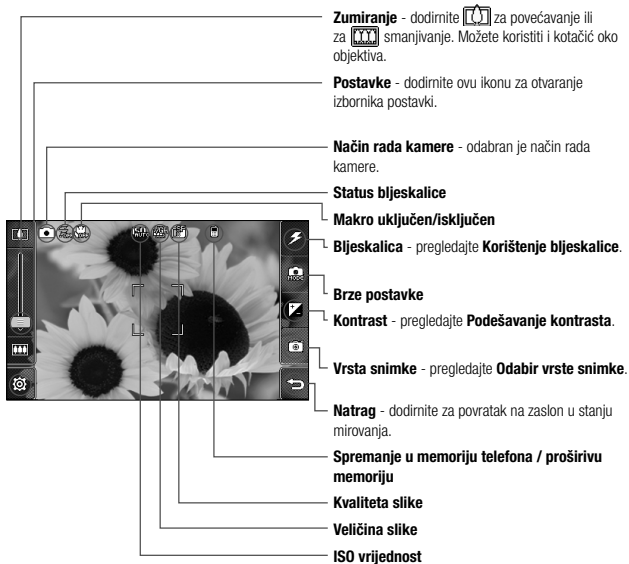 Zumiranje - dodirnite za povećavanje ili
za smanjivanje. Možete koristiti i kotačić oko
objektiva.
Postavke - dodirnite ovu ikonu za otvaranje
izbornika postavki.
Način rada kamere - odabran je način rada
kamere.
Status bljeskalice
Makro uključen/isključen
Bljeskalica - pregledajte Korištenje bljeskalice.
Brze postavke
Kontrast - pregledajte Podešavanje kontrasta.
Vrsta snimke - pregledajte Odabir vrste snimke.
Natrag - dodirnite za povratak na zaslon u stanju
mirovanja.
Spremanje u memoriju telefona / proširivu
memoriju
Kvaliteta slike
Veličina slike
ISO vrijednost
ISO
AUTO
MODE